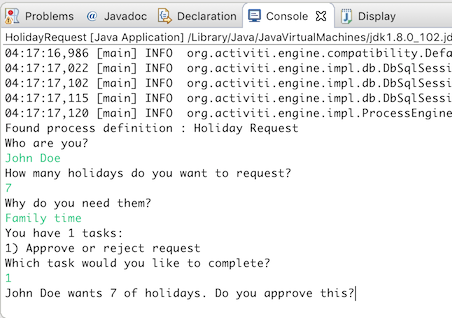 Problems @ Javadoc Declaration Console Display
HolidayRequest [Java Application] /Library/Java/JavaVirtualMachines/jdk1.8.0_102.jd
04:17:16,986 [main] INFO org.activiti.engine.compatibility.Defa
04:17:17,022 [main] INFO org.activiti.engine.impl.db.DbSqlSessi
04:17:17,102 [main] INFO org.activiti.engine.impl.db.DbSqlSessi
04:17:17,115 [main] INFO org.activiti.engine.impl.db.DbSqlSessi
04:17:17,120 [main] INFO org.activiti.engine.impl.ProcessEngine
Found process definition : Holiday Request
Who are you?
John Doe
How many holidays do you want to request?
7
Why do you need them?
Family time
You have 1 tasks:
1) Approve or reject request
Which task would you like to complete?
1
John Doe wants 7 of holidays. Do you approve this?